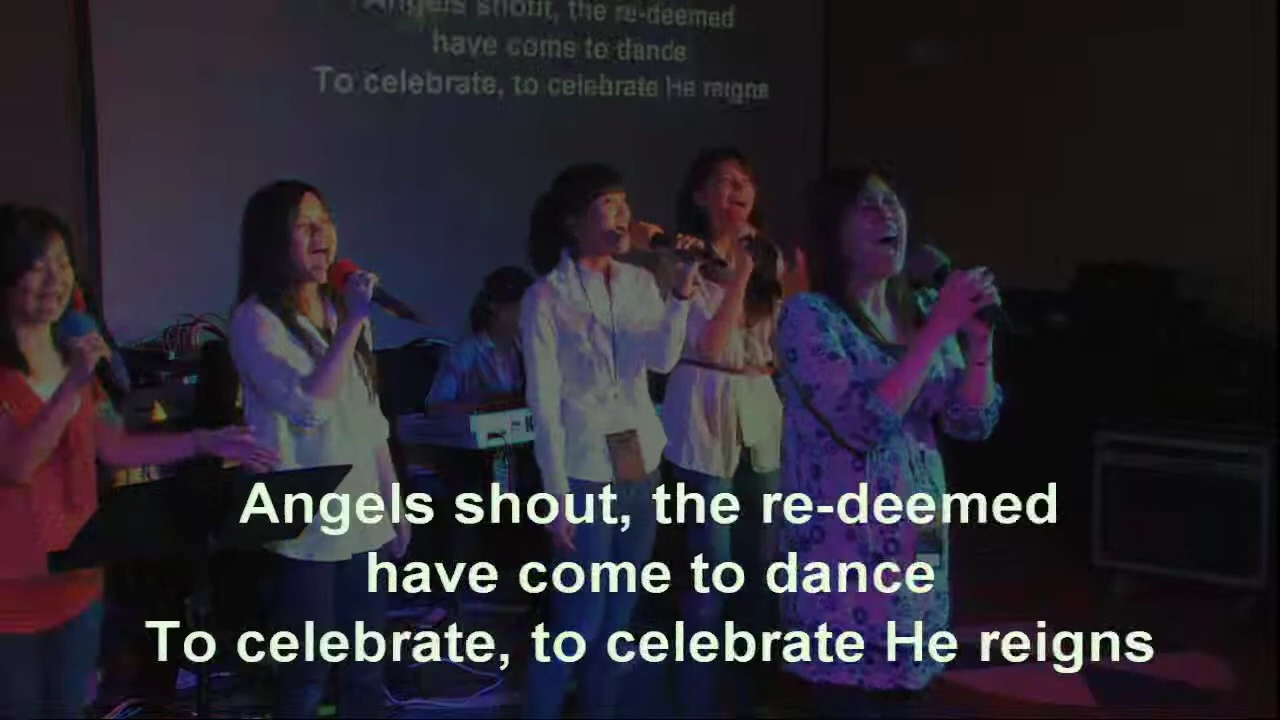 Angels shout, the re-deemed
have come to dance
To celebrate, to celebrate He reigns
Angels shout, the re-deemed
have come to dance
To celebrate, to celebrate He reigns